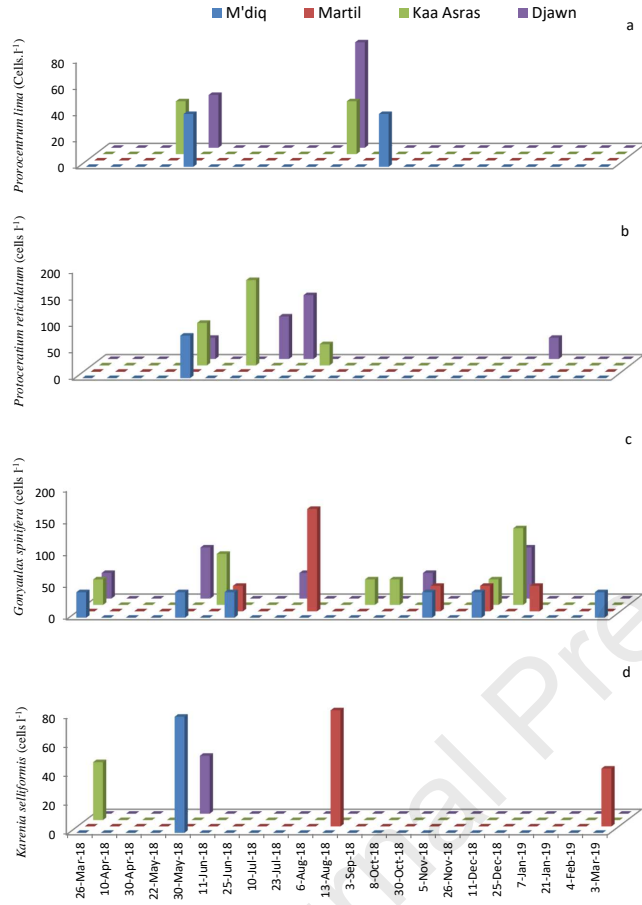 M'diq Martil Kaa Asras Djawn
a
Prorocentrum lima (Cells.l⁻¹)
80
60
40
20
0
b
Protoceratium reticulatum (cells l⁻¹)
200
150
100
50
0
c
Gonyaulax spinifera (cells l⁻¹)
200
150
100
50
0
d
Karenia selliformis (cells l⁻¹)
80
60
40
20
0
26-Mar-18
10-Apr-18
30-Apr-18
22-May-18
30-May-18
11-Jun-18
25-Jun-18
10-Jul-18
23-Jul-18
6-Aug-18
13-Aug-18
3-Sep-18
8-Oct-18
30-Oct-18
5-Nov-18
26-Nov-18
11-Dec-18
25-Dec-18
7-Jan-19
21-Jan-19
4-Feb-19
3-Mar-19